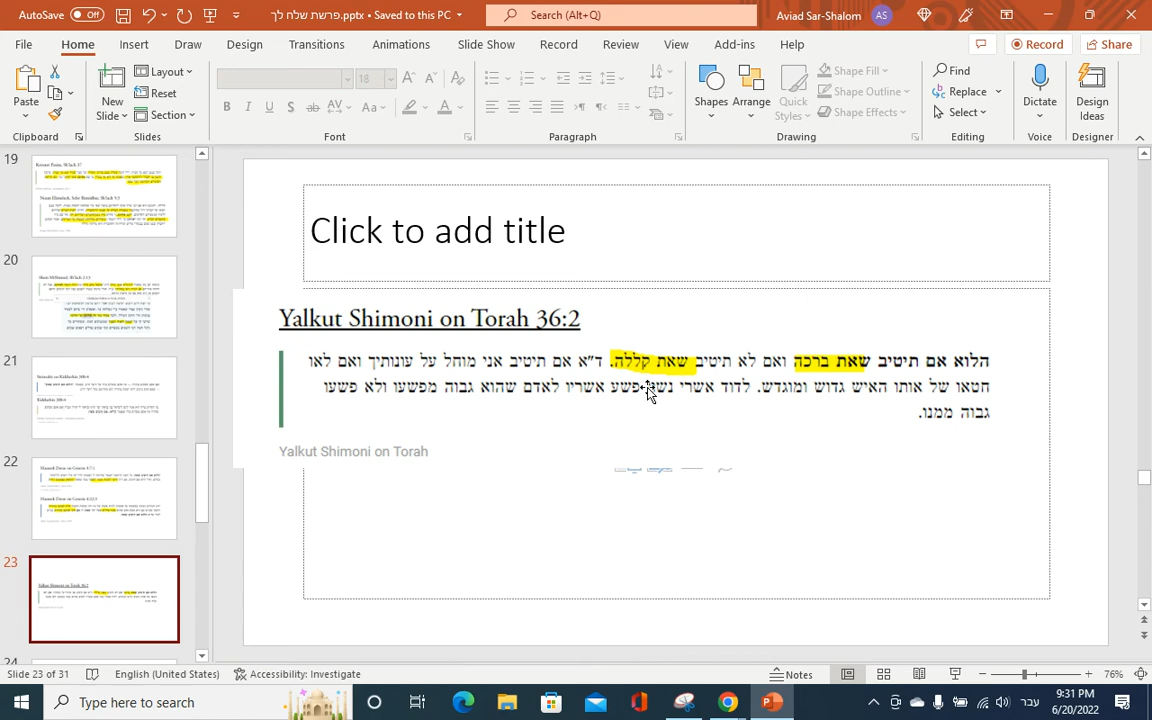 AutoSave Off פרשת שלח לך.pptx • Saved to this PC Search (Alt+Q) Aviad Sar-Shalom AS
File Home Insert Draw Design Transitions Animations Slide Show Record Review View Add-ins Help Record Share
Paste
Clipboard
New Slide
Layout
Reset
Section
Slides
18
Font
Paragraph
Shapes
Arrange
Quick Styles
Shape Fill
Shape Outline
Shape Effects
Drawing
Find
Replace
Select
Editing
Dictate
Voice
Design Ideas
Designer
19
20
21
22
23
24
Click to add title
Yalkut Shimoni on Torah 36:2
הלוא אם תיטיב שאת ברכה ואם לא תיטיב שאת קללה. ד"א אם תיטיב אני מוחל על עונותיך ואם לאו
חטאו של אותו האיש גדוש ומוגדש. לדוד אשרי נשוי פשע אשריו לאדם שהוא גבוה מפשעו ולא פשעו
גבוה ממנו.
Yalkut Shimoni on Torah
Slide 23 of 31 English (United States) Accessibility: Investigate Notes 76%
Type here to search
עבר
9:31 PM
6/20/2022